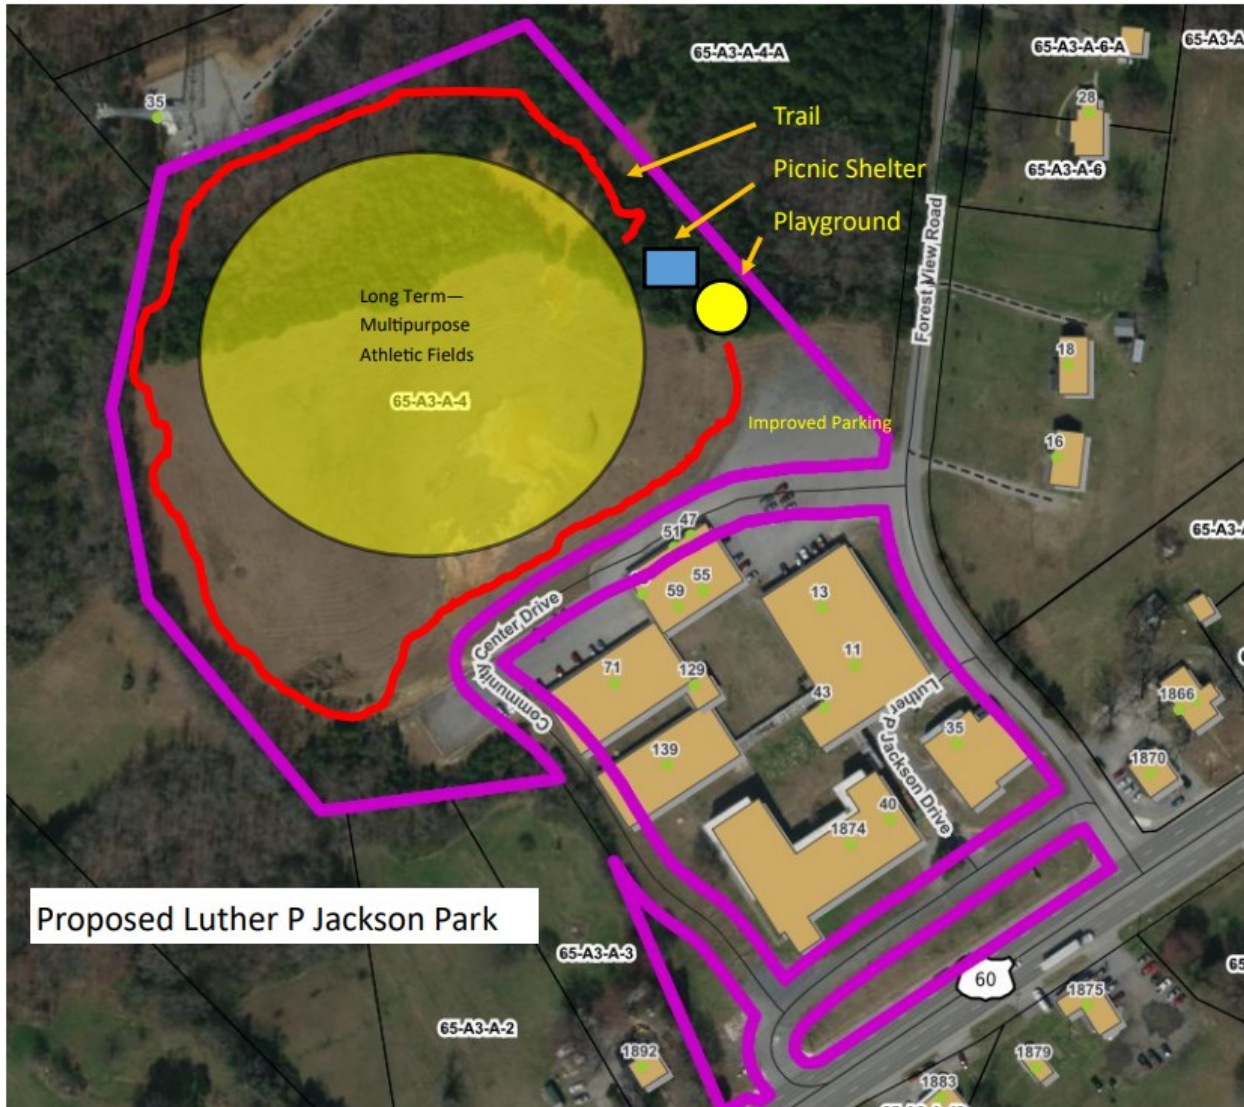 65-A3-A-4-A
65-A3-A-6-A
65-A3-A
35
28
Trail
Picnic Shelter
65-A3-A-6
Playground
Forest View Road
Long Term—
Multipurpose
Athletic Fields
18
65-A3-A-4
Improved Parking
16
51
47
65-A3-A
59
55
13
Community Center Drive
71
129
11
43
Luther P Jackson Drive
35
1866
139
1870
40
1874
Proposed Luther P Jackson Park
65-A3-A-3
60
65
1875
65-A3-A-2
1892
1879
1883